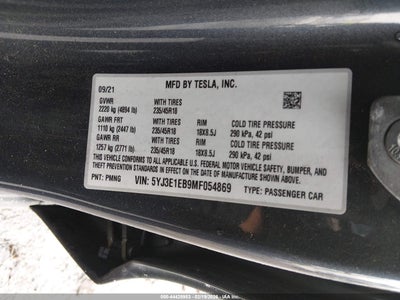 MFD BY TESLA, INC.
09/21
GVWR WITH TIRES
2220 kg (4894 lb) 235/45R18
GAWR FRT WITH TIRES RIM COLD TIRE PRESSURE
1110 kg (2447 lb) 235/45R18 18X8.5J 290 kPa, 42 psi
GAWR RR WITH TIRES RIM COLD TIRE PRESSURE
1257 kg (2771 lb) 235/45R18 18X8.5J 290 kPa, 42 psi
THIS VEHICLE CONFORMS TO ALL APPLICABLE U.S. FEDERAL MOTOR VEHICLE SAFETY, BUMPER, AND
THEFT PREVENTION STANDARDS IN EFFECT ON THE DATE OF MANUFACTURE SHOWN ABOVE.
PNT: PMNG VIN: 5YJ3E1EB9MF054869 TYPE: PASSENGER CAR